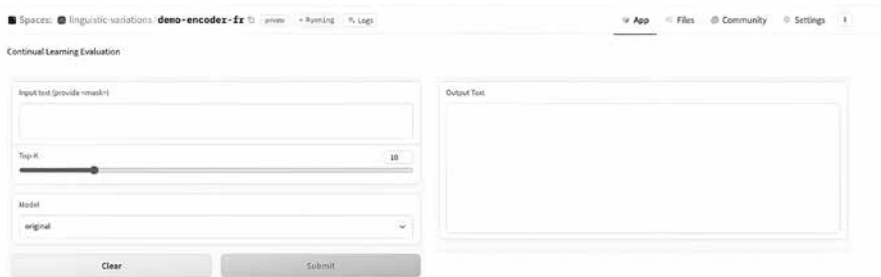 Spaces: linguistic-variations/demo-encoder-fr private Running Logs App Files Community Settings
Continual Learning Evaluation
Input text (provide <mask>)
Output Text
Top-K 10
Model
original
Clear Submit